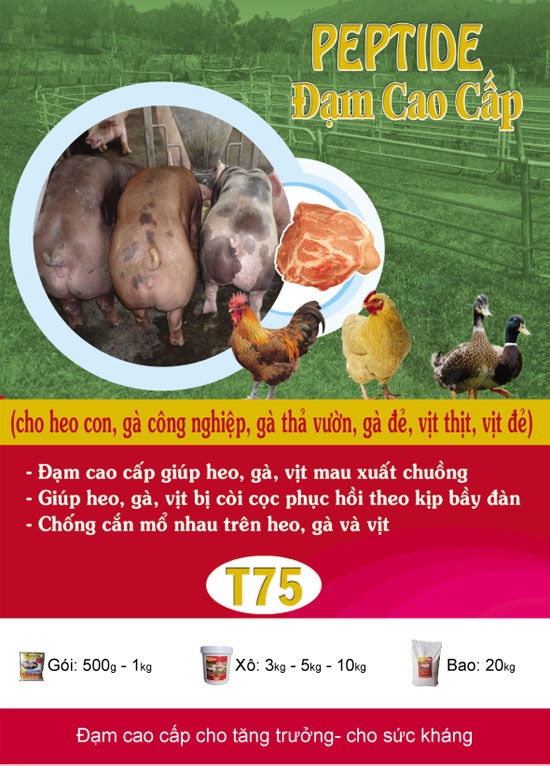 PEPTIDE
Đạm Cao Cấp
(cho heo con, gà công nghiệp, gà thả vườn, gà đẻ, vịt thịt, vịt đẻ)
- Đạm cao cấp giúp heo, gà, vịt mau xuất chuồng
- Giúp heo, gà, vịt bị còi cọc phục hồi theo kịp bầy đàn
- Chống cắn mổ nhau trên heo, gà và vịt
T75
Gói: 500g - 1kg Xô: 3kg - 5kg - 10kg Bao: 20kg
Đạm cao cấp cho tăng trưởng- cho sức kháng